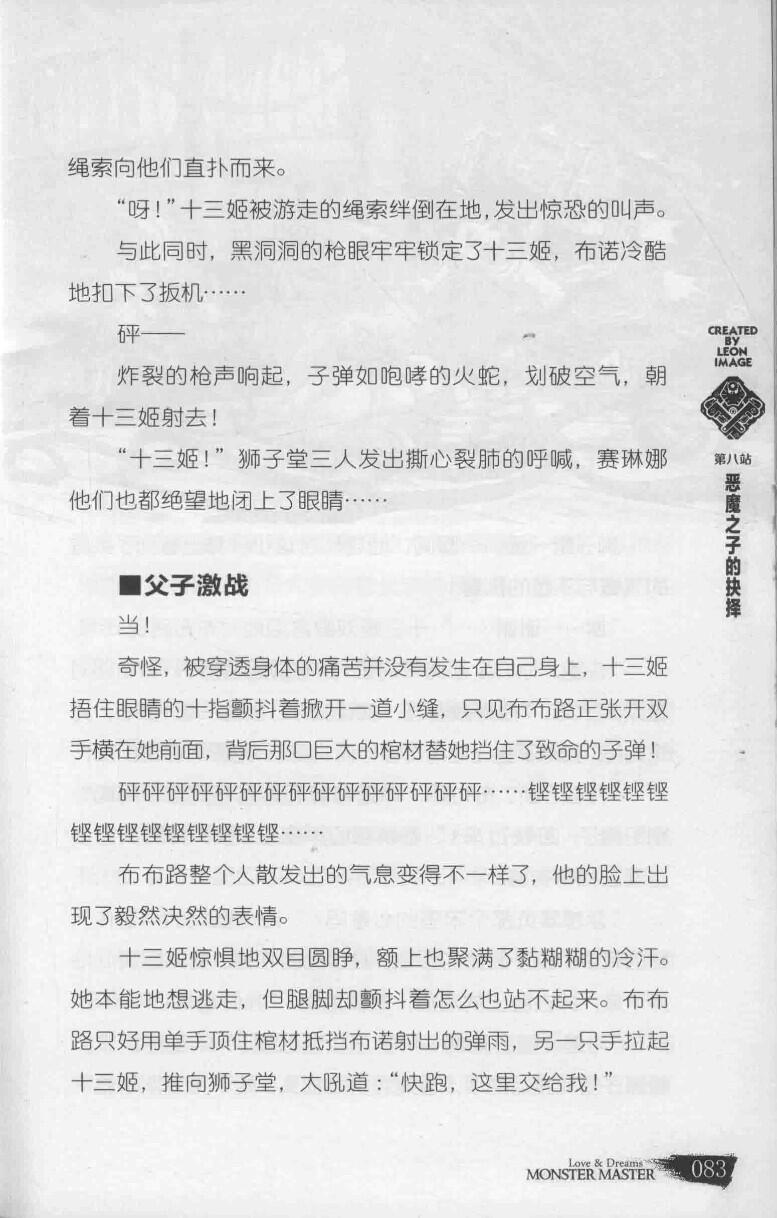 绳索向他们直扑而来。
“呀！”十三姬被游走的绳索绊倒在地，发出惊恐的叫声。
与此同时，黑洞洞的枪眼牢牢锁定了十三姬，布诺冷酷
地扣下了扳机……
砰——
炸裂的枪声响起，子弹如咆哮的火蛇，划破空气，朝
着十三姬射去！
“十三姬！”狮子堂三人发出撕心裂肺的呼喊，赛琳娜
他们也都绝望地闭上了眼睛……
■父子激战
当！
奇怪，被穿透身体的痛苦并没有发生在自己身上，十三姬
捂住眼睛的十指颤抖着掀开一道小缝，只见布布路正张开双
手横在她前面，背后那口巨大的棺材替她挡住了致命的子弹！
砰砰砰砰砰砰砰砰砰砰砰砰砰砰砰……铿铿铿铿铿铿
铿铿铿铿铿铿铿铿铿……
布布路整个人散发出的气息变得不一样了，他的脸上出
现了毅然决然的表情。
十三姬惊惧地双目圆睁，额上也聚满了黏糊糊的冷汗。
她本能地想逃走，但腿脚却颤抖着怎么也站不起来。布布
路只好用单手顶住棺材抵挡布诺射出的弹雨，另一只手拉起
十三姬，推向狮子堂，大吼道：“快跑，这里交给我！”
CREATED
BY
LEON
IMAGE
第八站
恶魔之子的抉择
Love & Dreams
MONSTER MASTER
083